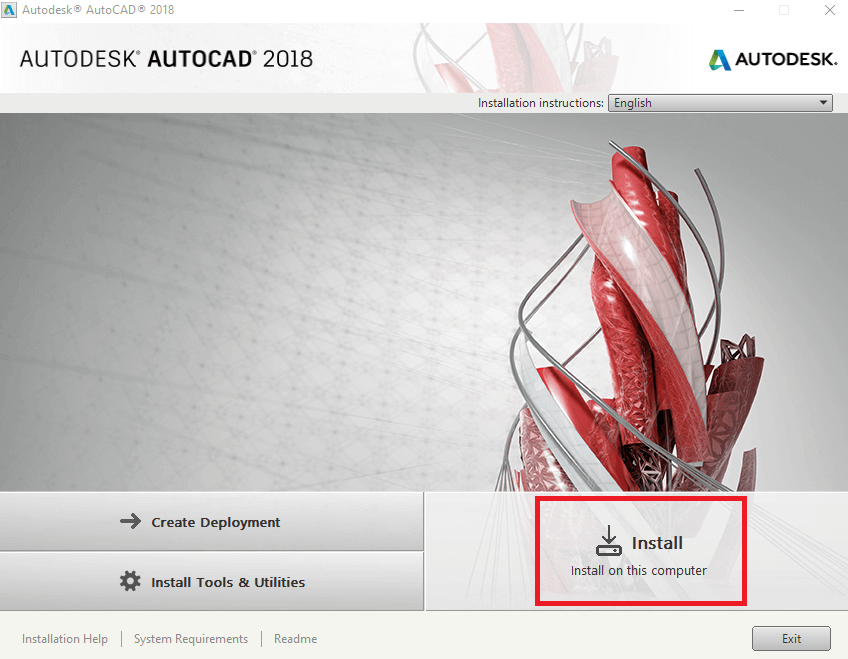 Autodesk® AutoCAD® 2018
AUTODESK® AUTOCAD® 2018
AUTODESK.
Installation instructions: English
Create Deployment
Install Tools & Utilities
Install
Install on this computer
Installation Help | System Requirements | Readme
Exit